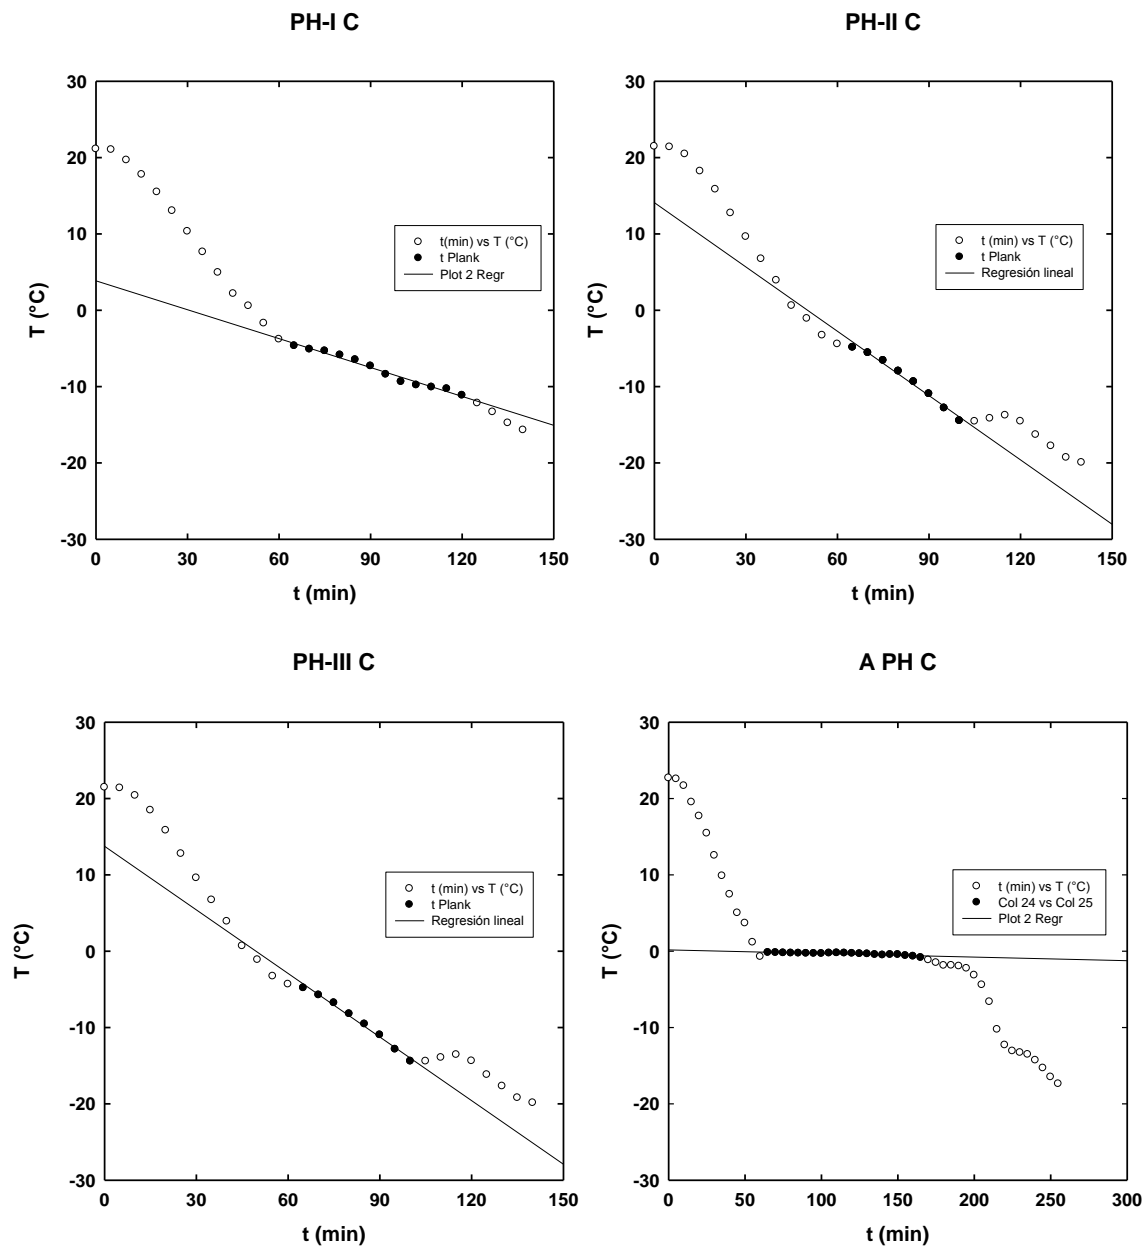 PH-I C
T (°C)
30
20
10
0
-10
-20
-30
t(min) vs T (°C)
t Plank
Plot 2 Regr
0 30 60 90 120 150
t (min)
PH-II C
T (°C)
30
20
10
0
-10
-20
-30
t (min) vs T (°C)
t Plank
Regresión lineal
0 30 60 90 120 150
t (min)
PH-III C
T (°C)
30
20
10
0
-10
-20
-30
t (min) vs T (°C)
t Plank
Regresión lineal
0 30 60 90 120 150
t (min)
A PH C
T (°C)
30
20
10
0
-10
-20
-30
t (min) vs T (°C)
Col 24 vs Col 25
Plot 2 Regr
0 50 100 150 200 250 300
t (min)